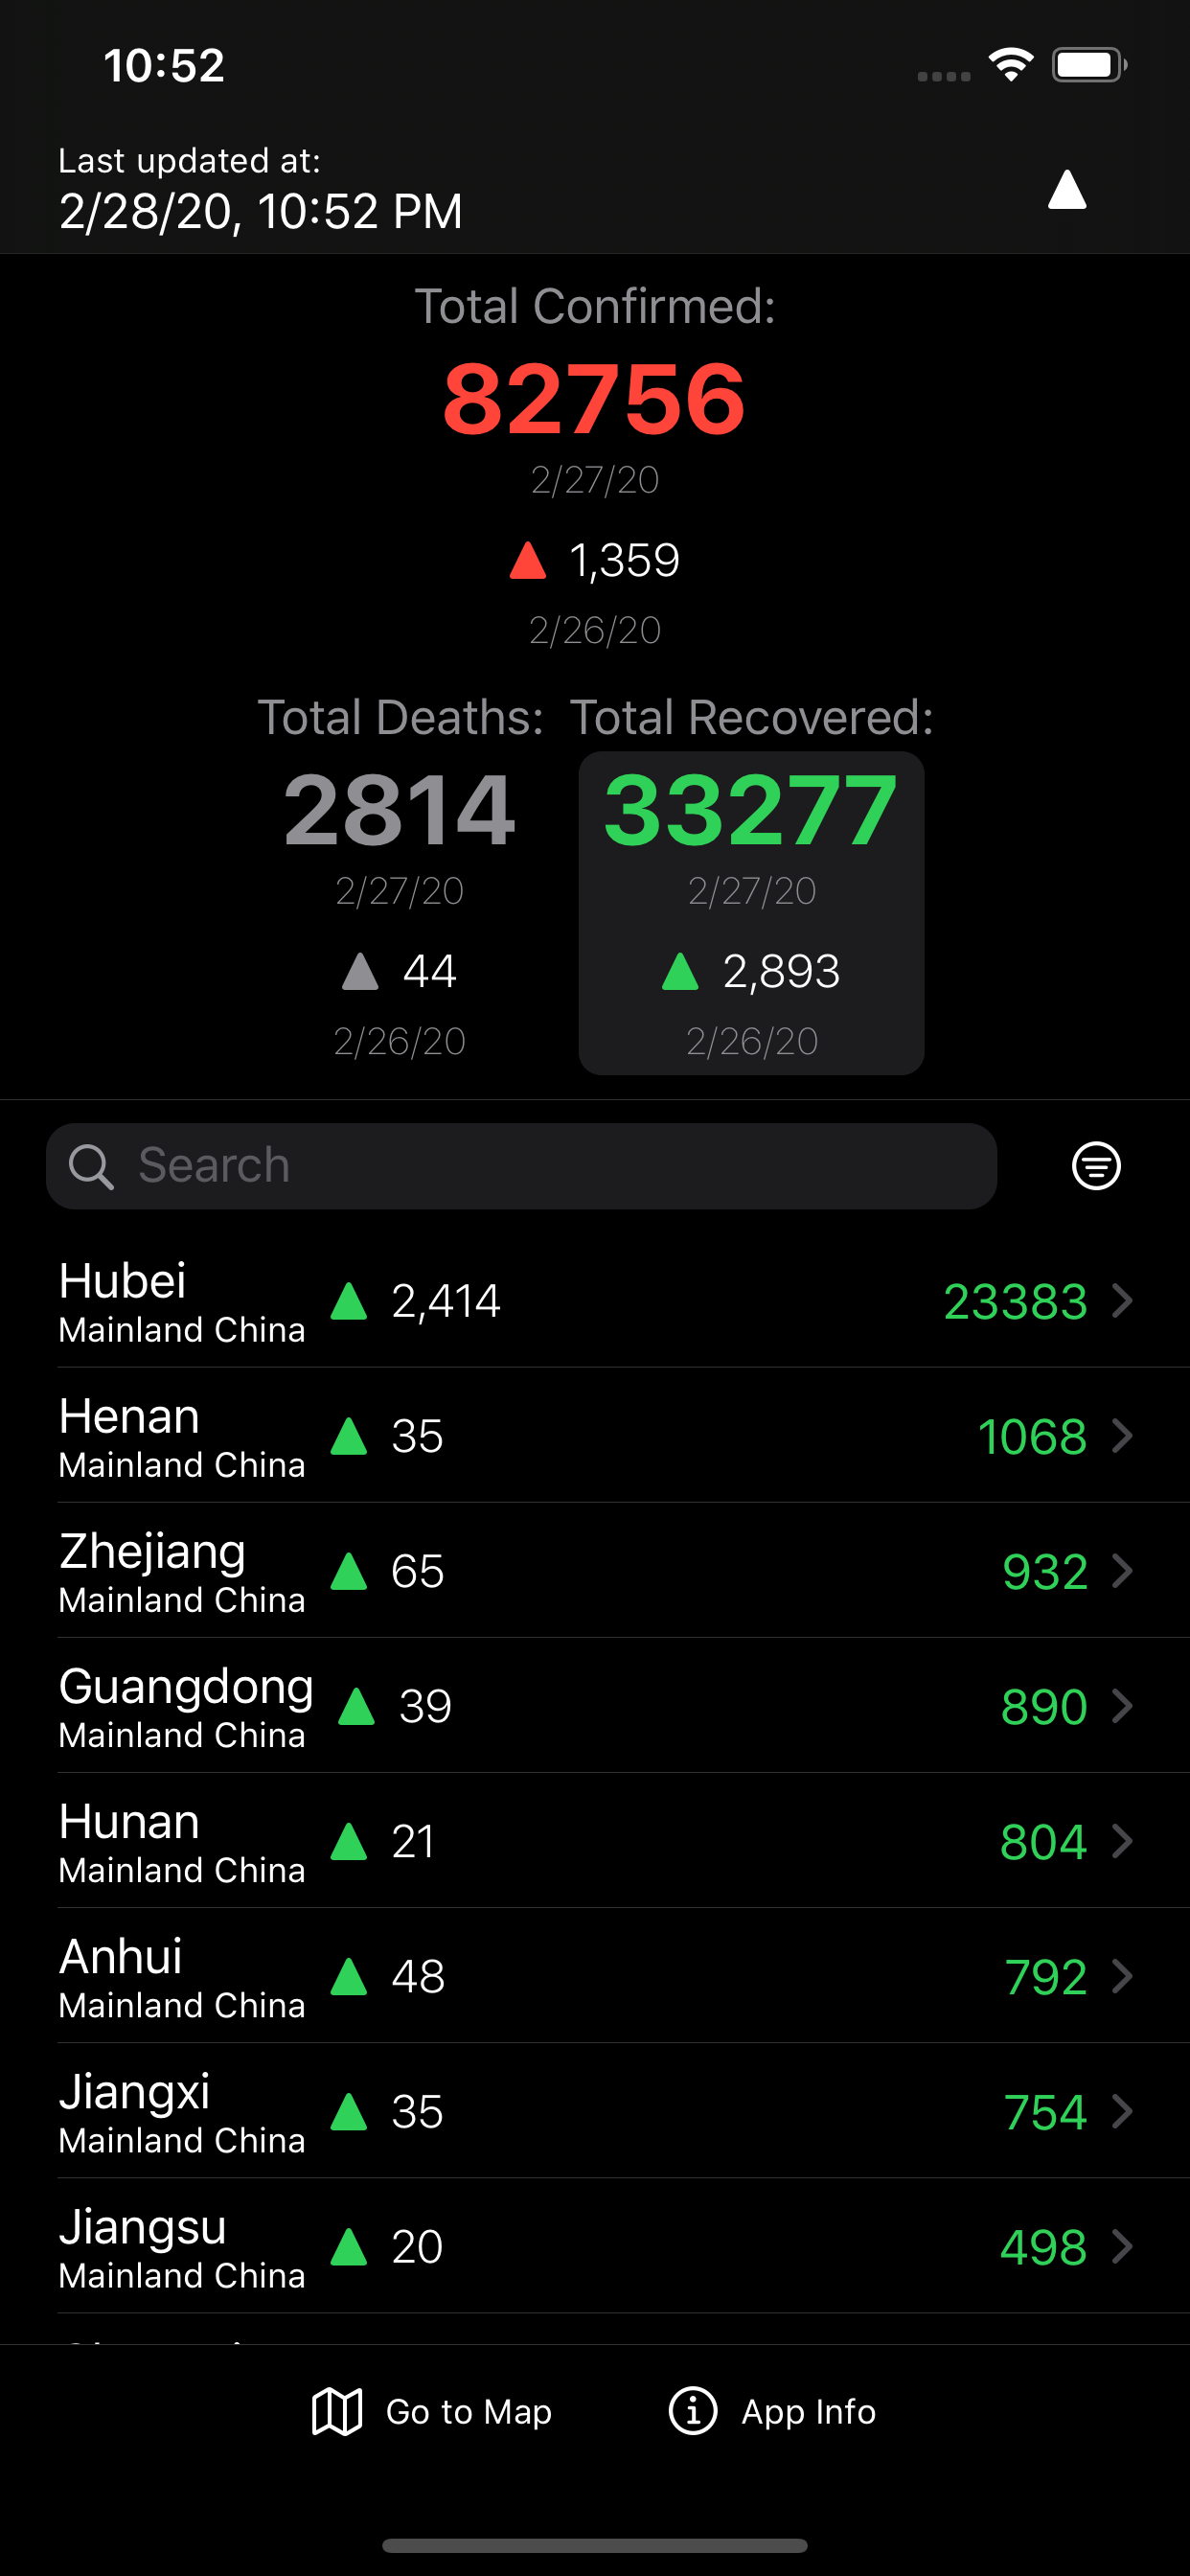 10:52
Last updated at:
2/28/20, 10:52 PM
Total Confirmed:
82756
2/27/20
1,359
2/26/20
Total Deaths: Total Recovered:
2814 33277
2/27/20 2/27/20
44 2,893
2/26/20 2/26/20
Search
Hubei
Mainland China 2,414 23383
Henan
Mainland China 35 1068
Zhejiang
Mainland China 65 932
Guangdong
Mainland China 39 890
Hunan
Mainland China 21 804
Anhui
Mainland China 48 792
Jiangxi
Mainland China 35 754
Jiangsu
Mainland China 20 498
Go to Map App Info